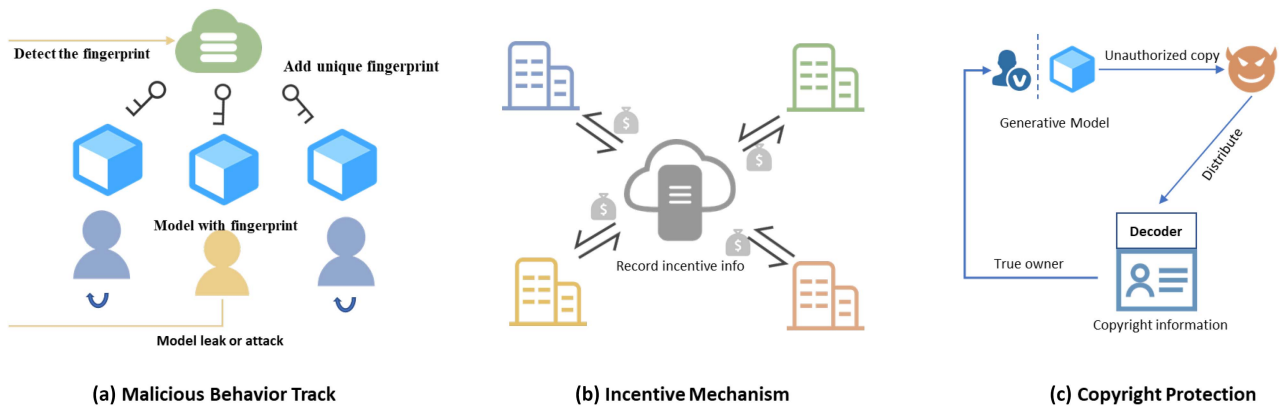 Detect the fingerprint
Add unique fingerprint
Model with fingerprint
Model leak or attack
(a) Malicious Behavior Track
$
$
$
$
Record incentive info
(b) Incentive Mechanism
V
Unauthorized copy
Generative Model
Distribute
Decoder
True owner
Copyright information
(c) Copyright Protection